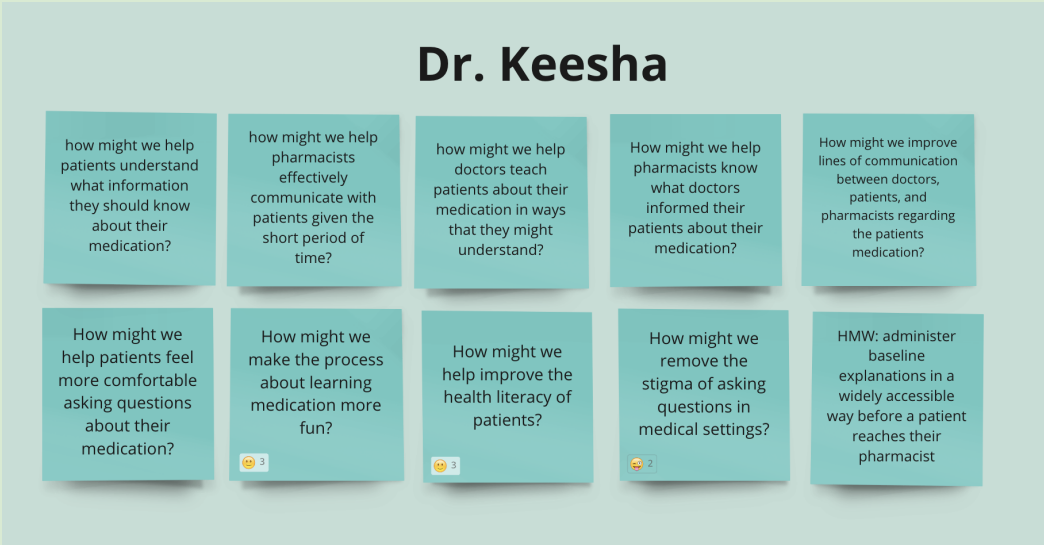 Dr. Keesha
how might we help
patients understand
what information
they should know
about their
medication?
how might we help
pharmacists
effectively
communicate with
patients given the
short period of
time?
how might we help
doctors teach
patients about their
medication in ways
that they might
understand?
How might we help
pharmacists know
what doctors
informed their
patients about their
medication?
How might we improve
lines of communication
between doctors,
patients, and
pharmacists regarding
the patients
medication?
How might we
help patients feel
more comfortable
asking questions
about their
medication?
How might we
make the process
about learning
medication more
fun?
3
How might we
help improve the
health literacy of
patients?
3
How might we
remove the
stigma of asking
questions in
medical settings?
2
HMW: administer
baseline
explanations in a
widely accessible
way before a patient
reaches their
pharmacist